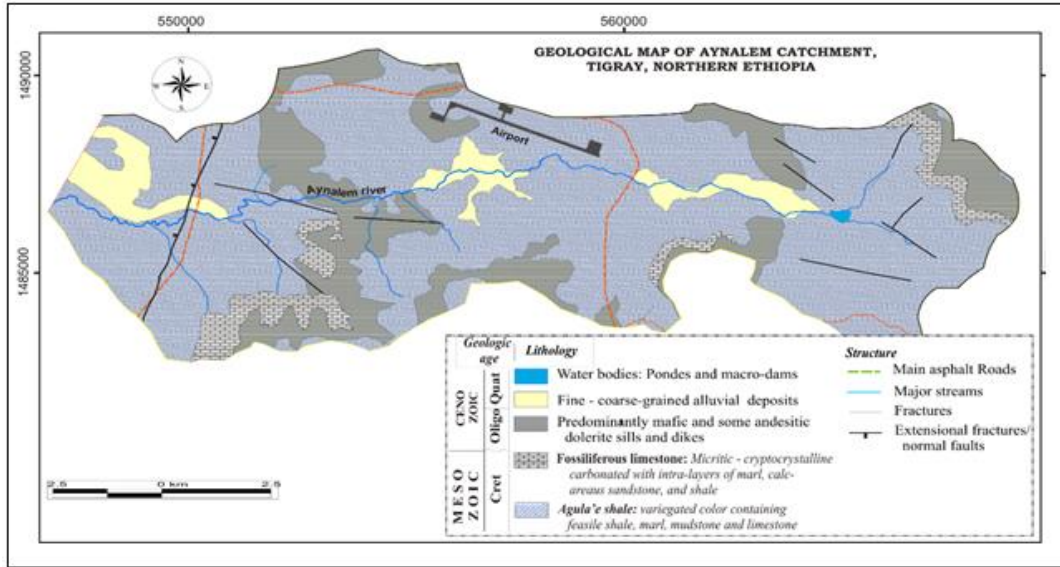 550000
560000
GEOLOGICAL MAP OF AYNALEM CATCHMENT,
TIGRAY, NORTHERN ETHIOPIA
1490000
1485000
N
W
E
S
Airport
Aynalem river
Geologic
age
Lithology
Structure
CENO
ZOIC
Quat
Oligo
MESO
ZOIC
Cret
Water bodies: Pondes and macro-dams
Fine - coarse-grained alluvial deposits
Predominantly mafic and some andesitic
dolerite sills and dikes
Fossiliferous limestone: Micritic - cryptocrystalline
carbonated with intra-layers of marl, calc-
areaus sandstone, and shale
Agula'e shale: variegated color containing
feasile shale, marl, mudstone and limestone
Main asphalt Roads
Major streams
Fractures
Extensional fractures/
normal faults
2.5 0 km 2.5